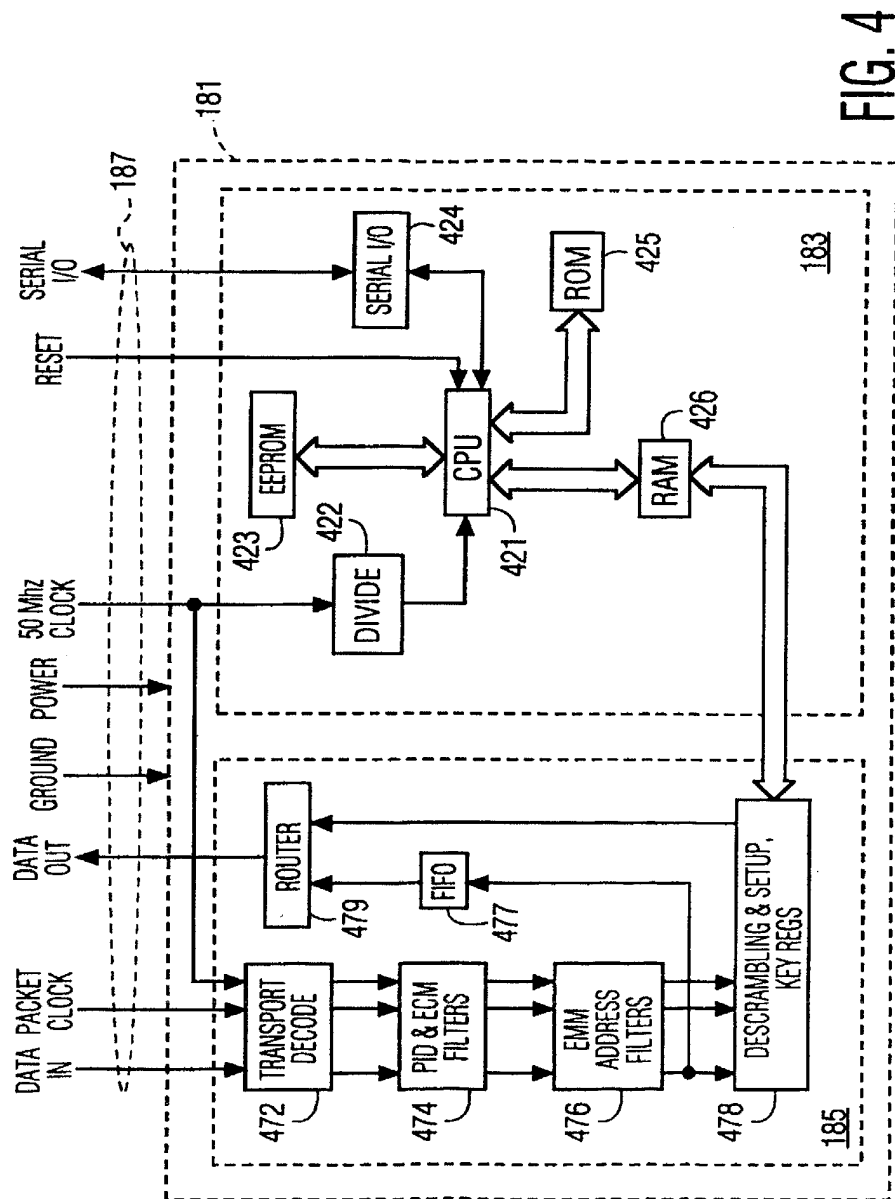 DATA
IN
PACKET
CLOCK
DATA
OUT
GROUND
POWER
50 Mhz
CLOCK
RESET
SERIAL
I/O
187
181
TRANSPORT
DECODE
472
PID & ECM
FILTERS
474
EMM
ADDRESS
FILTERS
476
DESCRAMBLING & SETUP,
KEY REGS
478
ROUTER
479
FIFO
477
185
DIVIDE
422
EEPROM
423
CPU
421
SERIAL I/O
424
ROM
425
RAM
426
183
FIG. 4